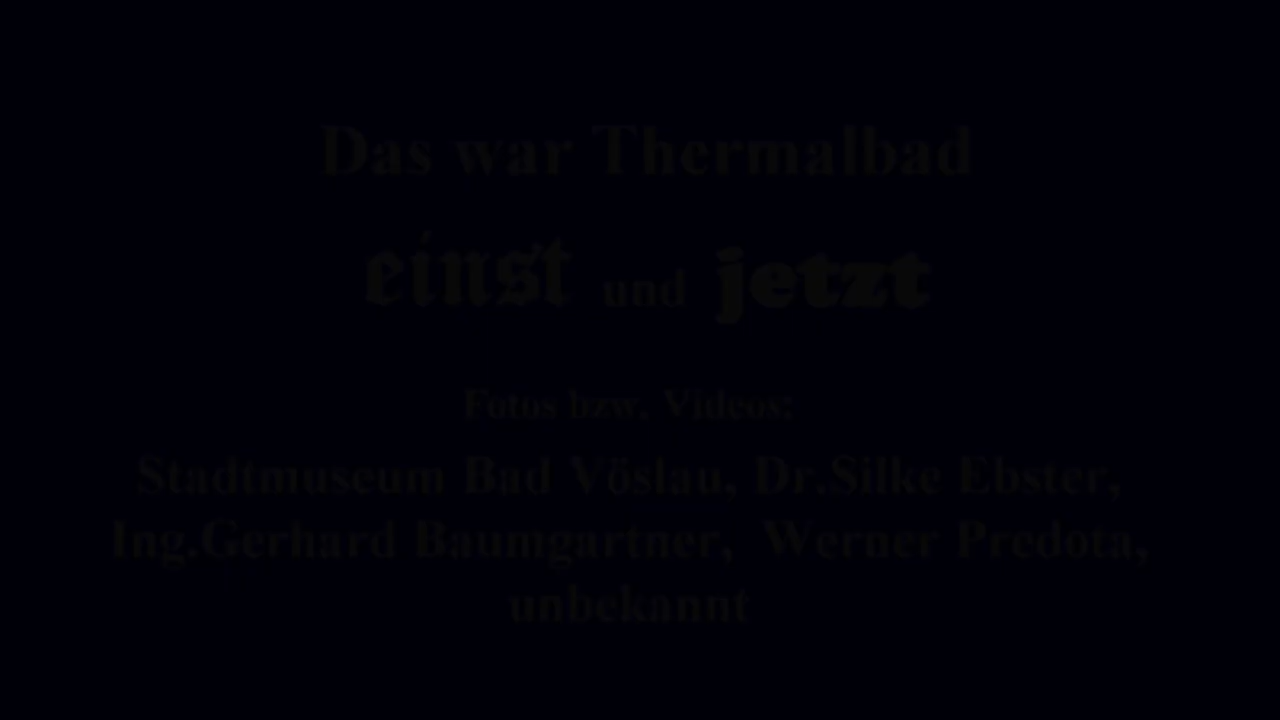 Das war Thermalbad
einst und jetzt
Fotos bzw. Videos:
Stadtmuseum Bad Vöslau, Dr.Silke Ebster,
Ing.Gerhard Baumgartner, Werner Predota,
unbekannt